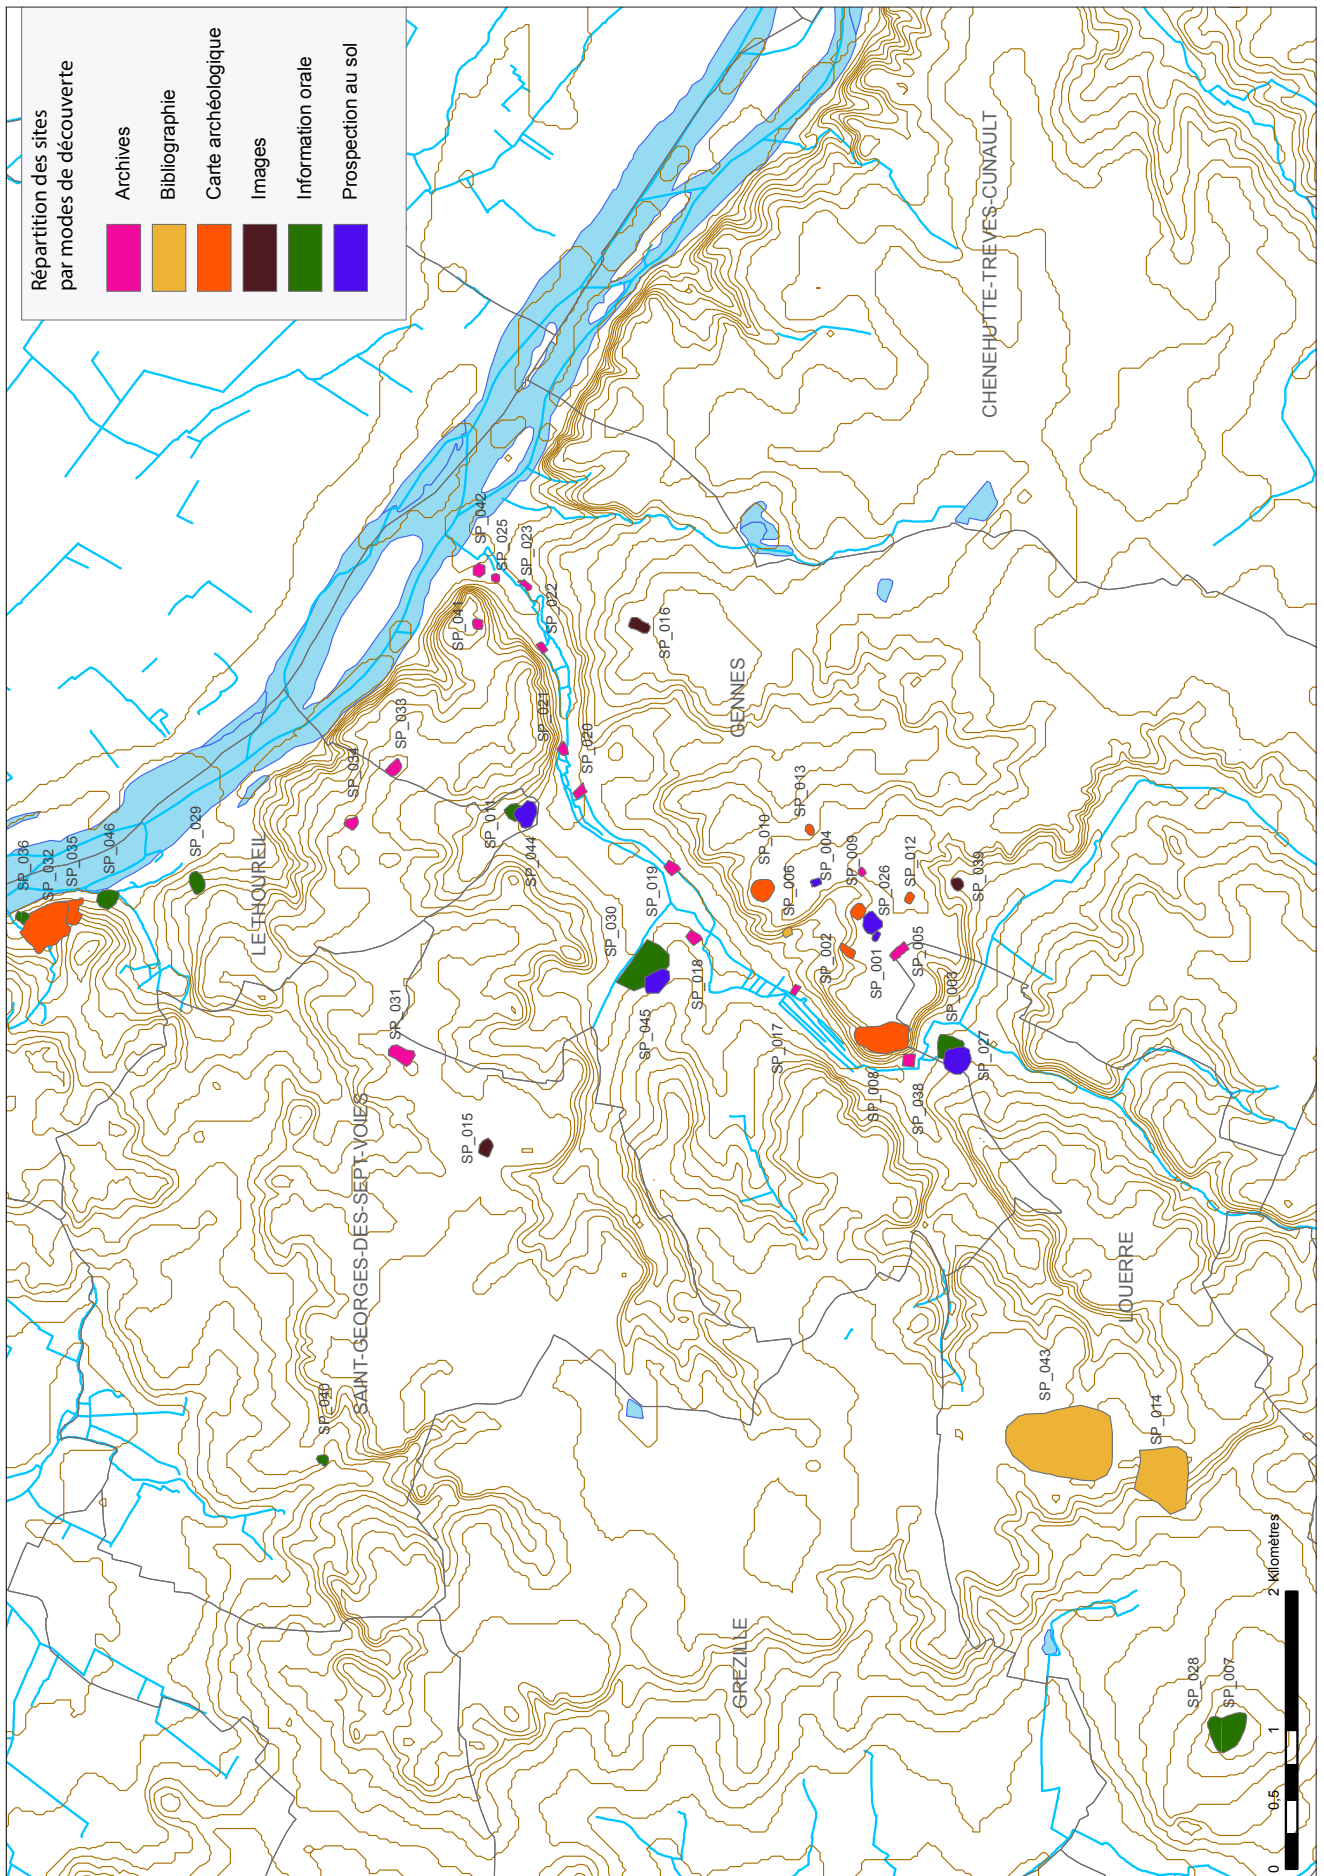 Répartition des sites
par modes de découverte
Archives
Bibliographie
Carte archéologique
Images
Information orale
Prospection au sol
SP_036
SP_032
SP_035
SP_046
SP_029
LE THOUREIL
SP_034
SP_033
SP_031
SAINT-GEORGES-DES-SEPT-VOIES
SP_040
SP_015
SP_041
SP_042
SP_025
SP_023
SP_022
SP_021
SP_020
SP_011
SP_044
SP_016
SP_030
SP_019
SP_045
SP_018
GENNES
SP_010
SP_013
SP_006
SP_004
SP_009
SP_026
SP_012
SP_039
SP_002
SP_001
SP_005
SP_003
SP_017
SP_008
SP_038
SP_027
CHENEHUTTE-TREVES-CUNAULT
LOUERRE
SP_043
SP_014
GREZILLE
SP_028
SP_007
0
0,5
1
2 Kilomètres